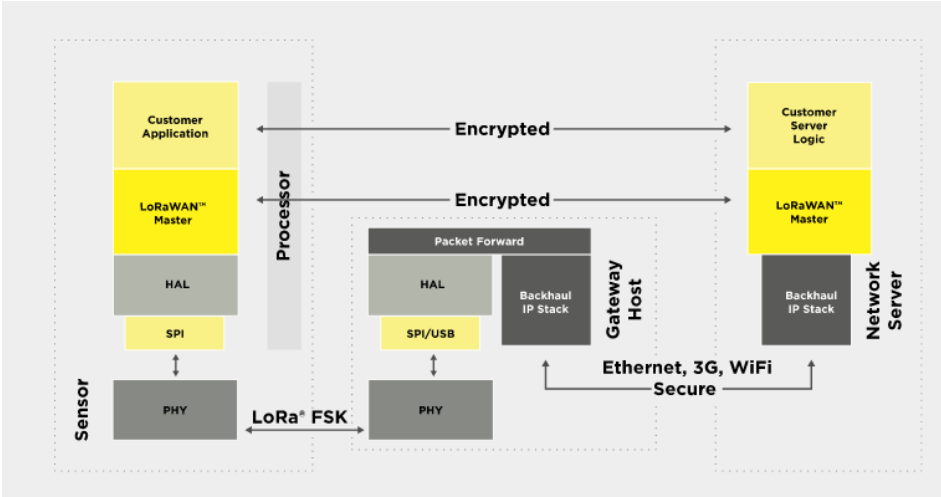 Customer
Application
LoRaWAN™
Master
HAL
SPI
PHY
Sensor
Processor
Encrypted
Encrypted
LoRa® FSK
Packet Forward
HAL
SPI/USB
PHY
Backhaul
IP Stack
Gateway
Host
Ethernet, 3G, WiFi
Secure
Customer
Server
Logic
LoRaWAN™
Master
Backhaul
IP Stack
Network
Server